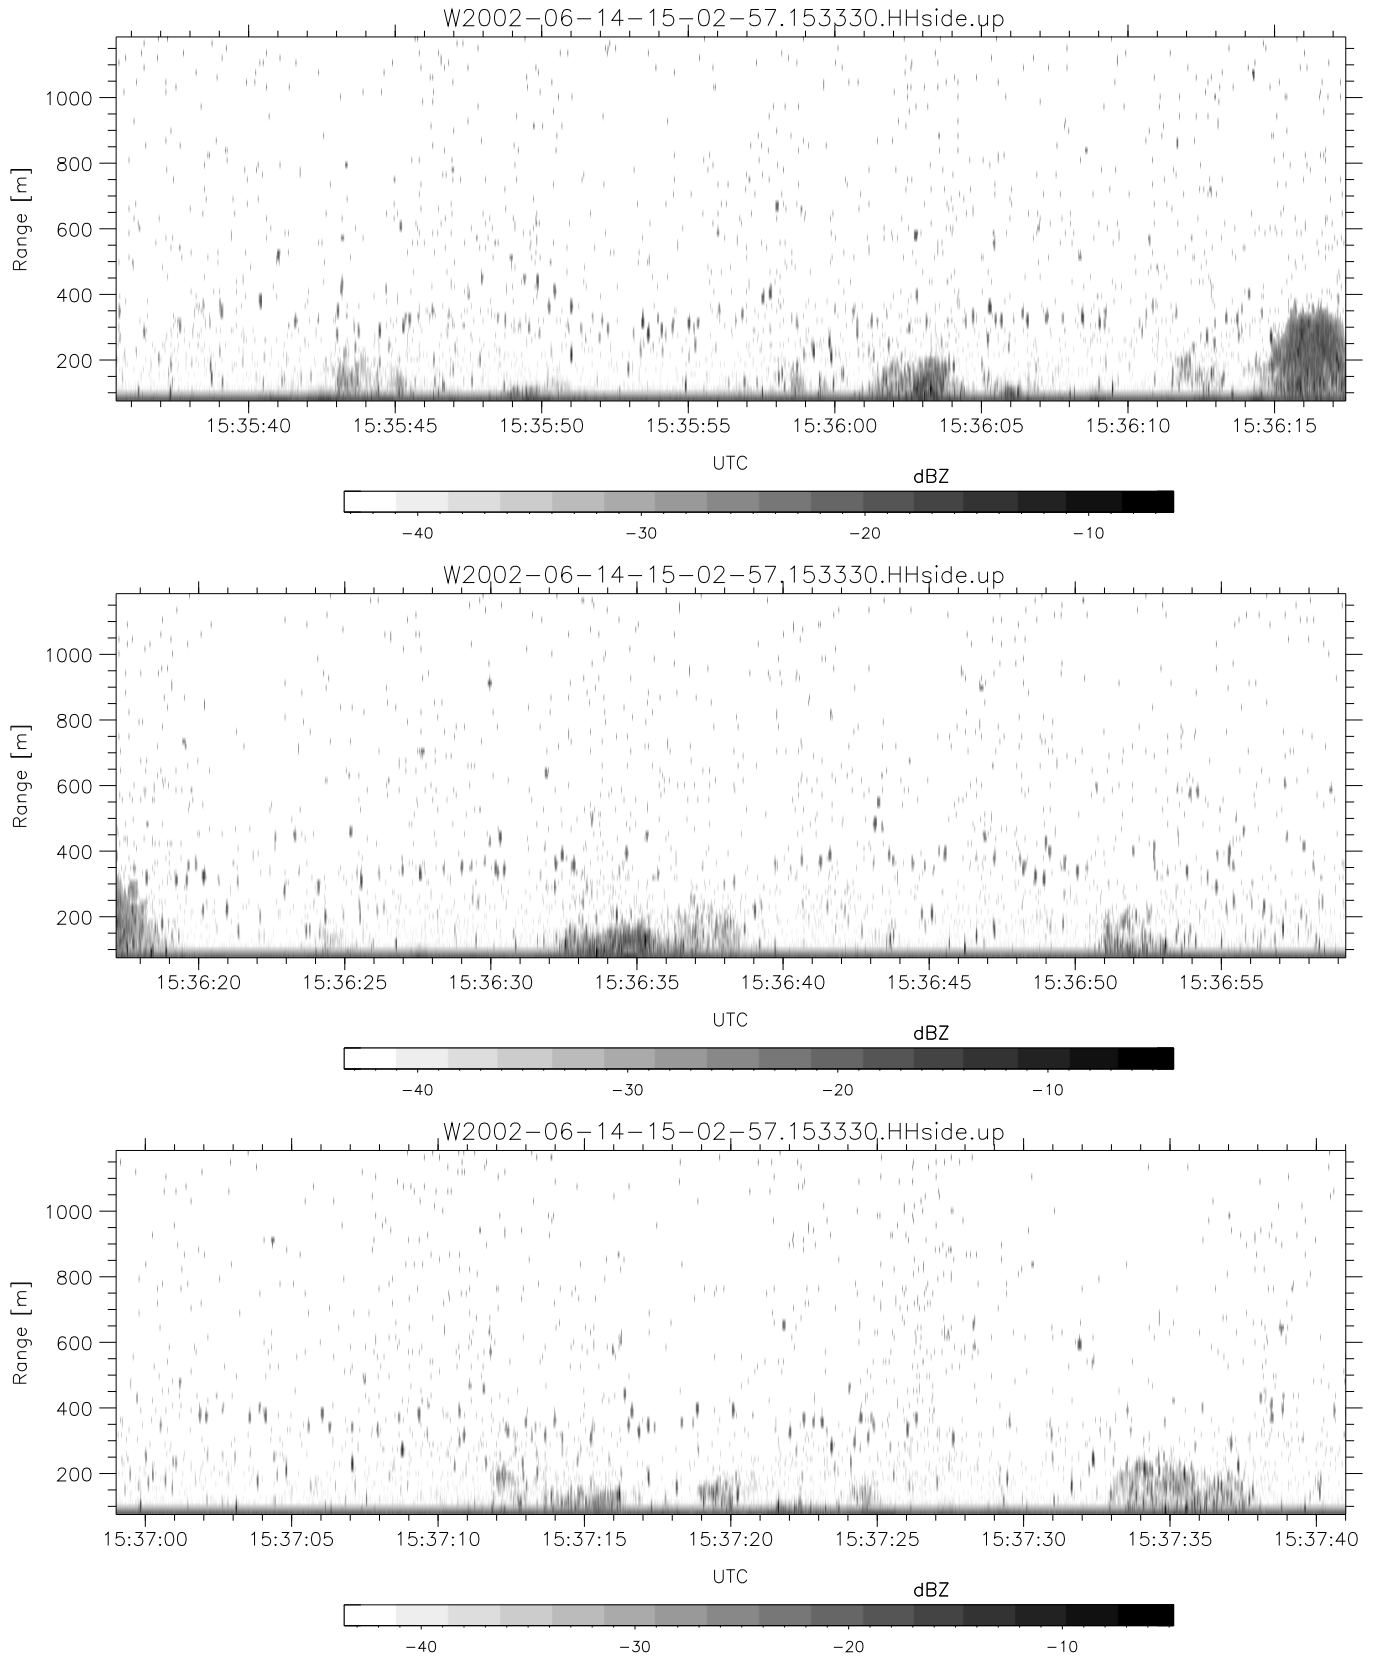 W2002-06-14-15-02-57.153330.HHside.up
1000
800
600
400
200
Range [m]
15:35:40 15:35:45 15:35:50 15:35:55 15:36:00 15:36:05 15:36:10 15:36:15
UTC
dBZ
-40 -30 -20 -10
W2002-06-14-15-02-57.153330.HHside.up
1000
800
600
400
200
Range [m]
15:36:20 15:36:25 15:36:30 15:36:35 15:36:40 15:36:45 15:36:50 15:36:55
UTC
dBZ
-40 -30 -20 -10
W2002-06-14-15-02-57.153330.HHside.up
1000
800
600
400
200
Range [m]
15:37:00 15:37:05 15:37:10 15:37:15 15:37:20 15:37:25 15:37:30 15:37:35 15:37:40
UTC
dBZ
-40 -30 -20 -10